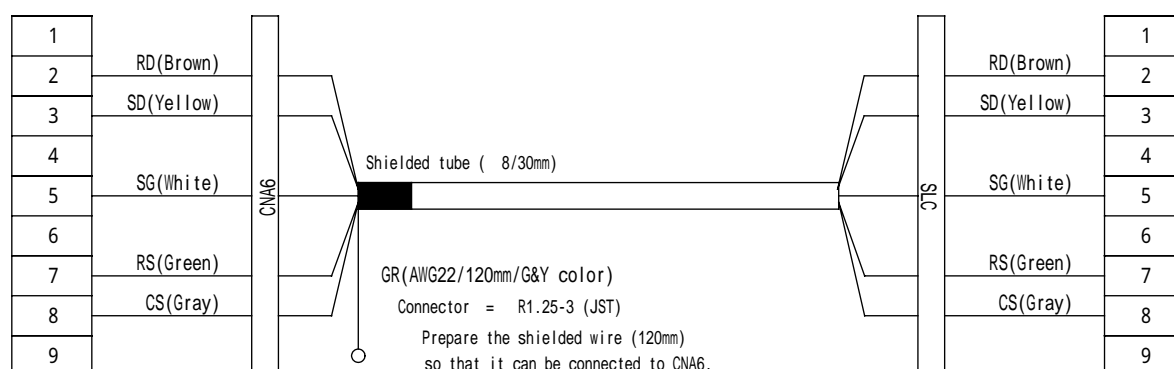 1
RD(Brown)
2
SD(Yellow)
3
4
SG(White)
5
6
RS(Green)
7
CS(Gray)
8
9
CNA6
Shielded tube ( 8/30mm)
GR(AWG22/120mm/G&Y color)
Connector = R1.25-3 (JST)
Prepare the shielded wire (120mm)
so that it can be connected to CNA6.
SLC
1
RD(Brown)
2
SD(Yellow)
3
4
SG(White)
5
6
RS(Green)
7
CS(Gray)
8
9